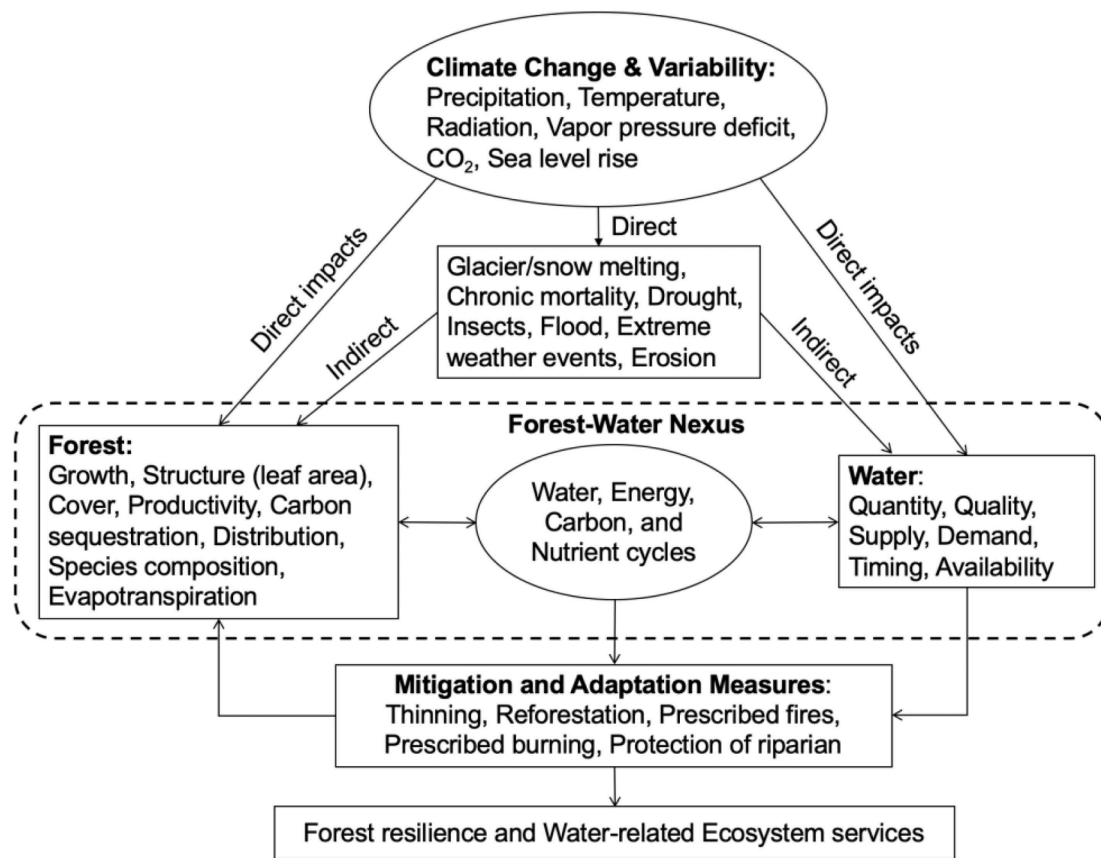 Climate Change & Variability:
Precipitation, Temperature,
Radiation, Vapor pressure deficit,
CO₂, Sea level rise
Direct impacts
Direct
Direct impacts
Glacier/snow melting,
Chronic mortality, Drought,
Insects, Flood, Extreme
weather events, Erosion
Indirect
Indirect
Forest-Water Nexus
Forest:
Growth, Structure (leaf area),
Cover, Productivity, Carbon
sequestration, Distribution,
Species composition,
Evapotranspiration
Water, Energy,
Carbon, and
Nutrient cycles
Water:
Quantity, Quality,
Supply, Demand,
Timing, Availability
Mitigation and Adaptation Measures:
Thinning, Reforestation, Prescribed fires,
Prescribed burning, Protection of riparian
Forest resilience and Water-related Ecosystem services